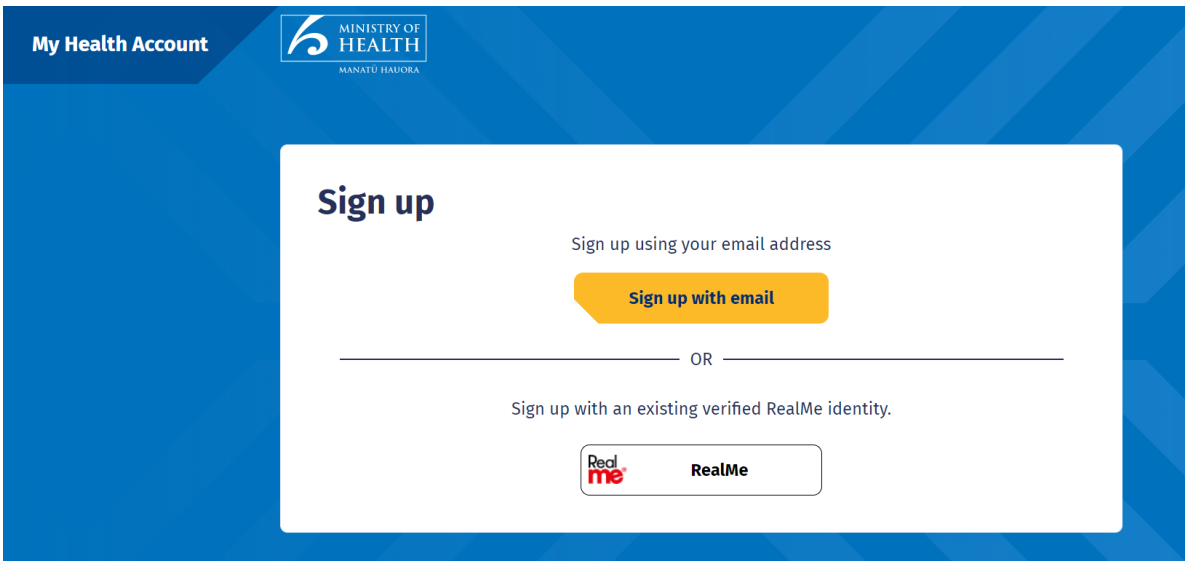 My Health Account
MINISTRY OF
HEALTH
MANATŪ HAUORA
Sign up
Sign up using your email address
Sign up with email
OR
Sign up with an existing verified RealMe identity.
Real
me®
RealMe